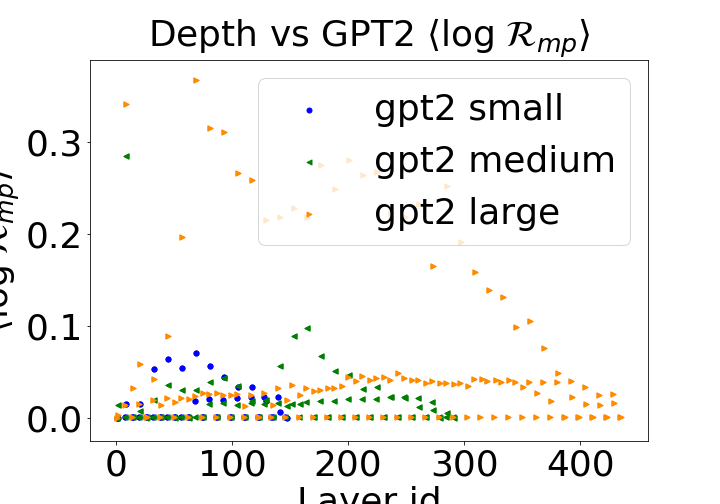 Depth vs GPT2 ⟨log ℛₘₚ⟩
gpt2 small
gpt2 medium
gpt2 large
0.3
0.2
0.1
0.0
0 100 200 300 400
Layer id